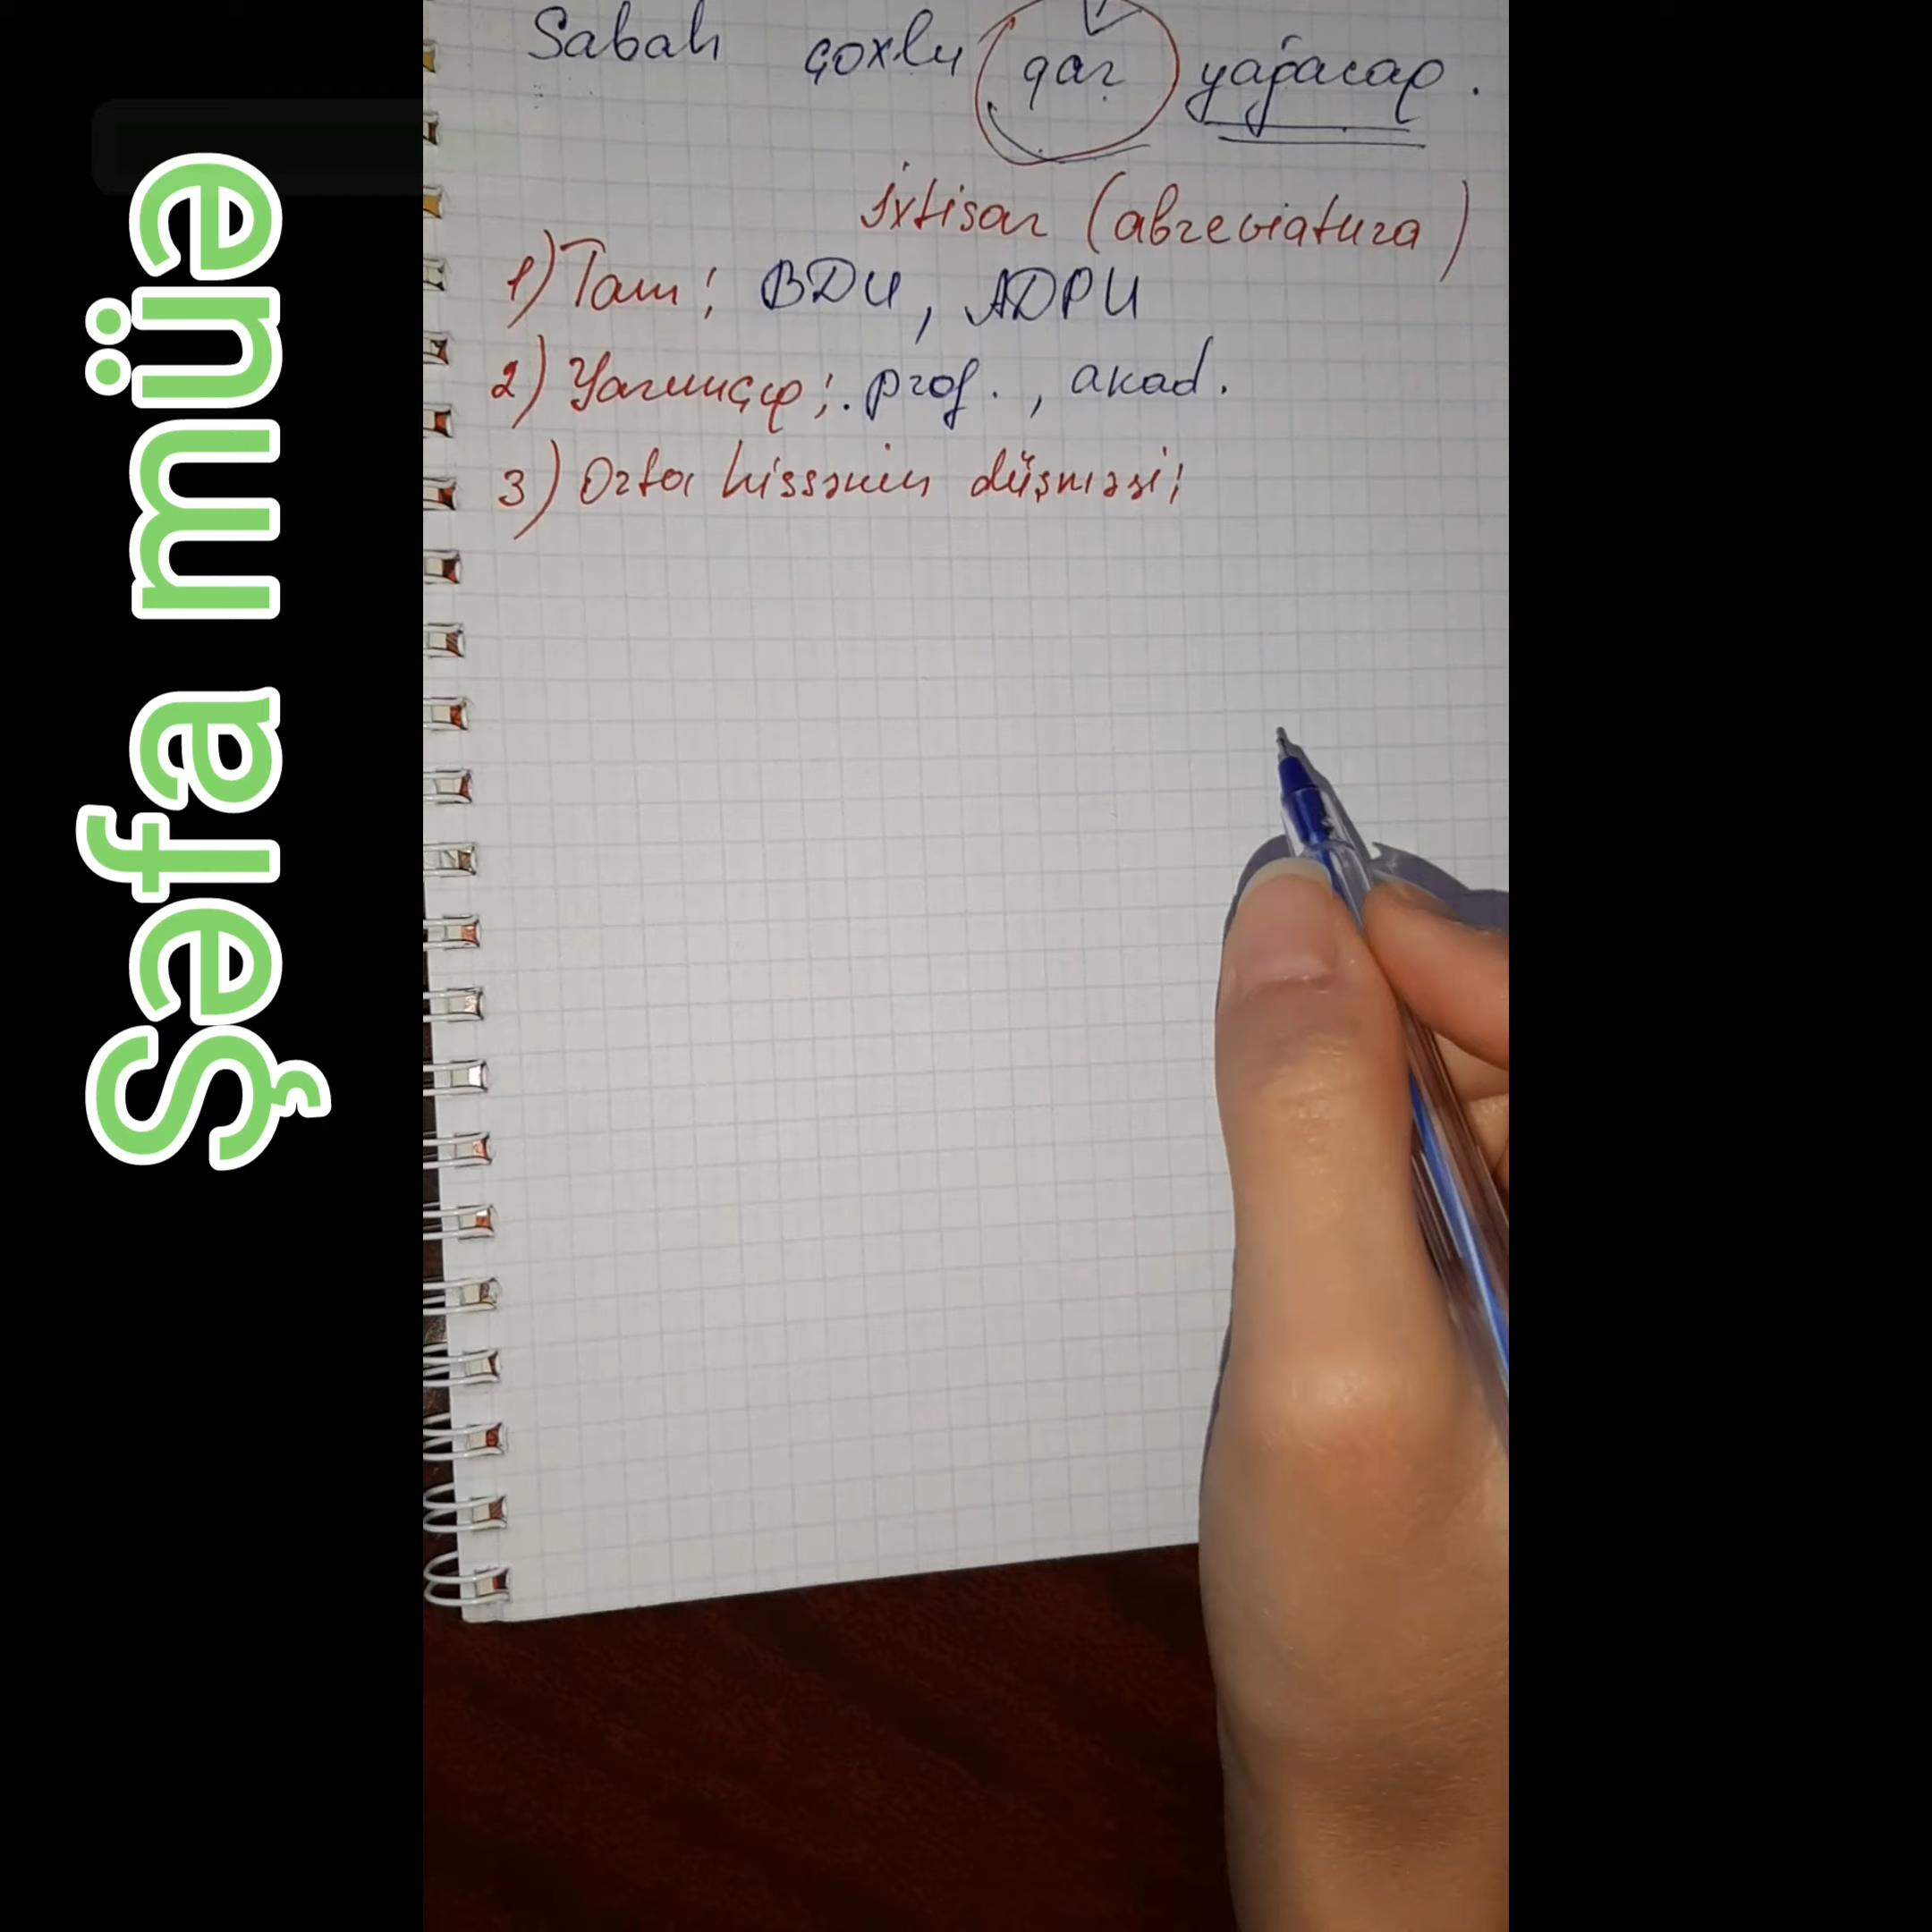 Sabah çoxlu qar yağacaq.
İxtisar (abreviatura)
1) Tam: BDU, ADPU
2) Yarımçıq: prof., akad.
3) Orta hissənin düşməsi:
Şəfa müə